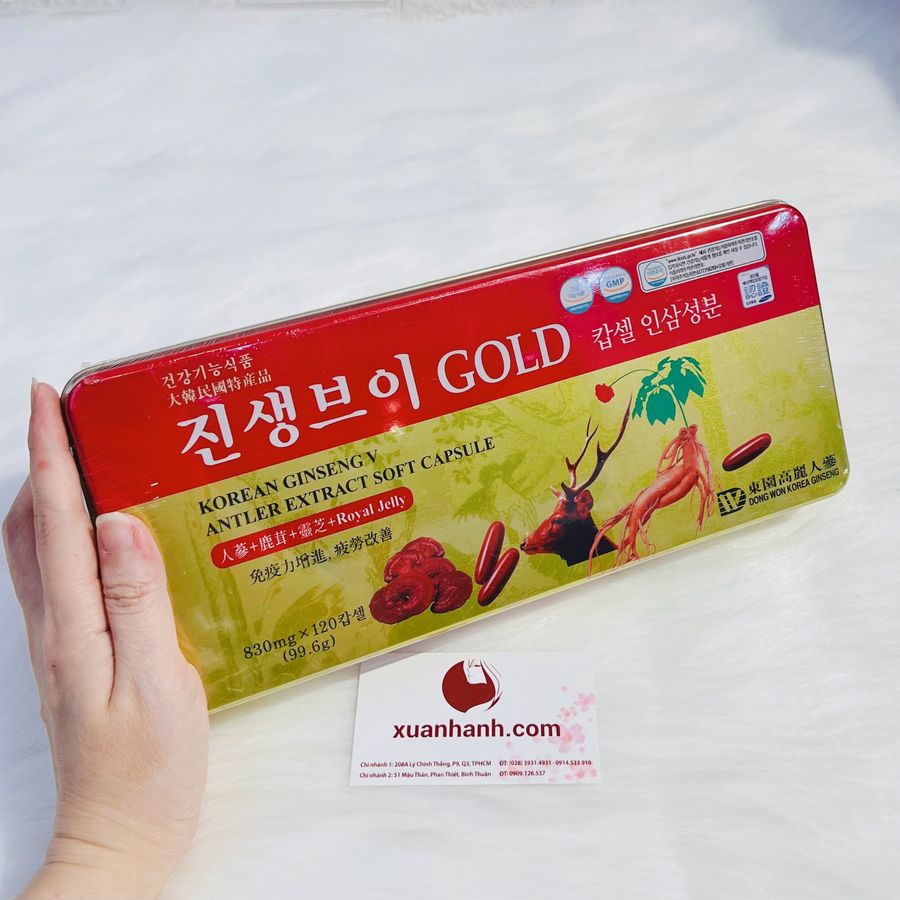 건강기능식품
大韓民國特産品
진생브이 GOLD 캅셀 인삼성분
GMP
KOREAN GINSENG V
ANTLER EXTRACT SOFT CAPSULE
人蔘+鹿茸+靈芝+Royal Jelly
免疫力增進, 疲勞改善
830mg×120캅셀
(99.6g)
東園高麗人蔘
DONG WON KOREA GINSENG
xuanhanh.com
Chi nhánh 1: 208A Lý Chính Thắng, P9, Q3, TPHCM ĐT: (028) 3931.4931 - 0914.533.910
Chi nhánh 2: 51 Mậu Thân, Phan Thiết, Bình Thuận ĐT: 0909.126.537